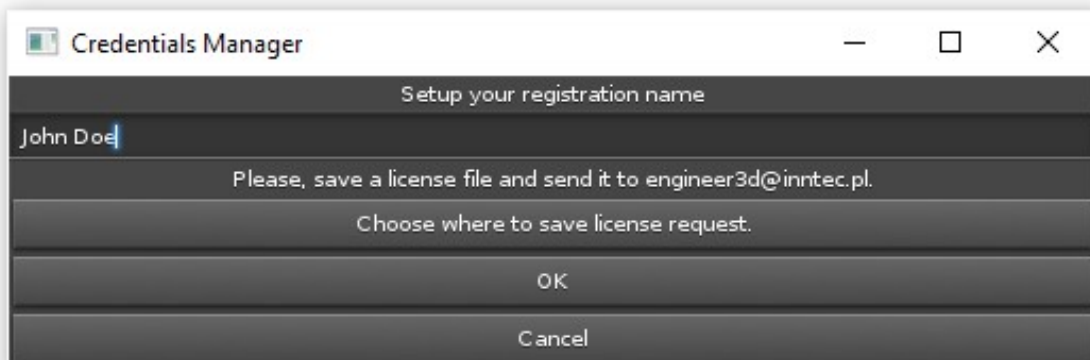 Credentials Manager
Setup your registration name
John Doe
Please, save a license file and send it to engineer3d@inntec.pl.
Choose where to save license request.
OK
Cancel